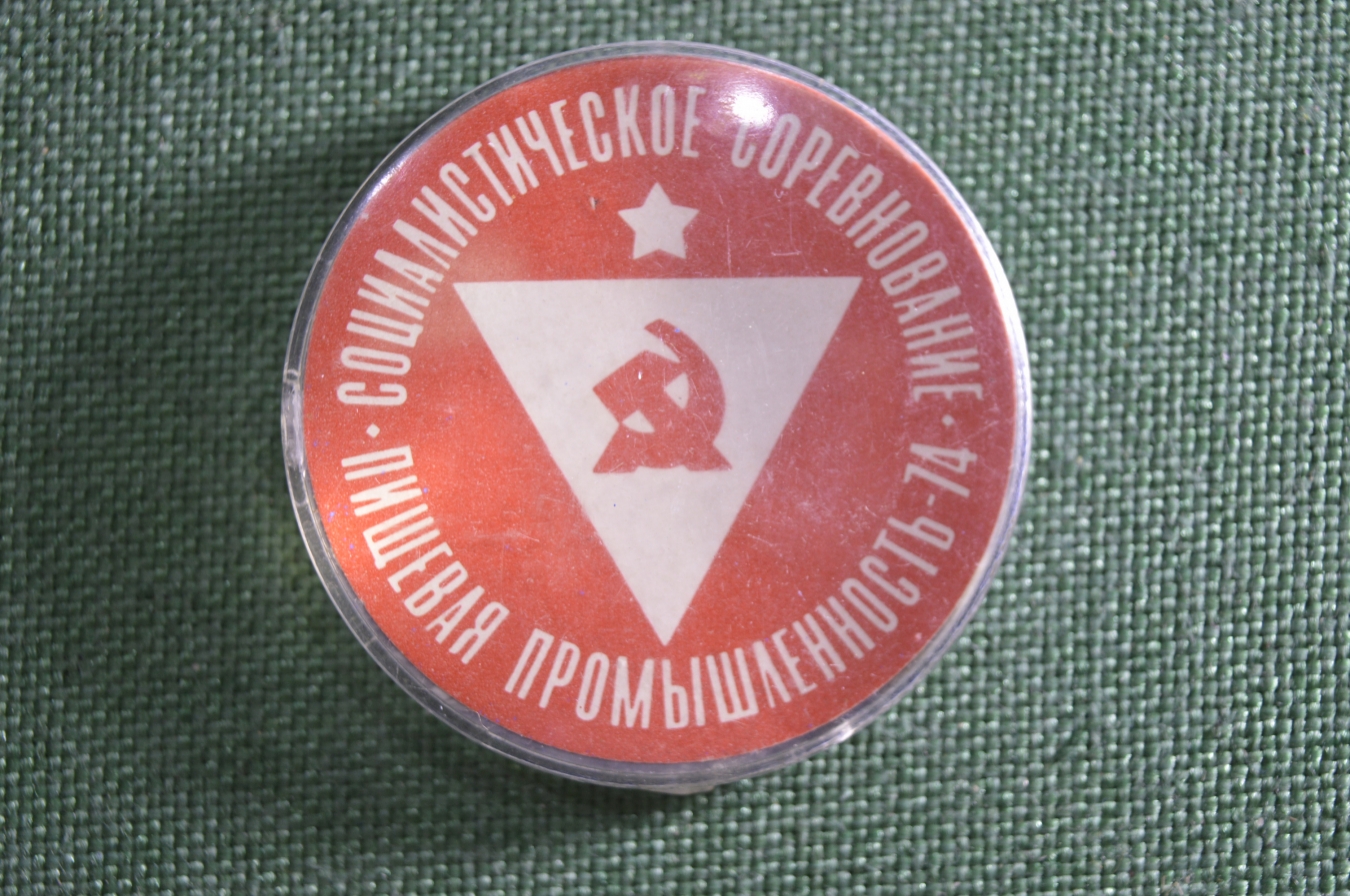 СОЦИАЛИСТИЧЕСКОЕ СОРЕВНОВАНИЕ
ПИЩЕВАЯ ПРОМЫШЛЕННОСТЬ-74